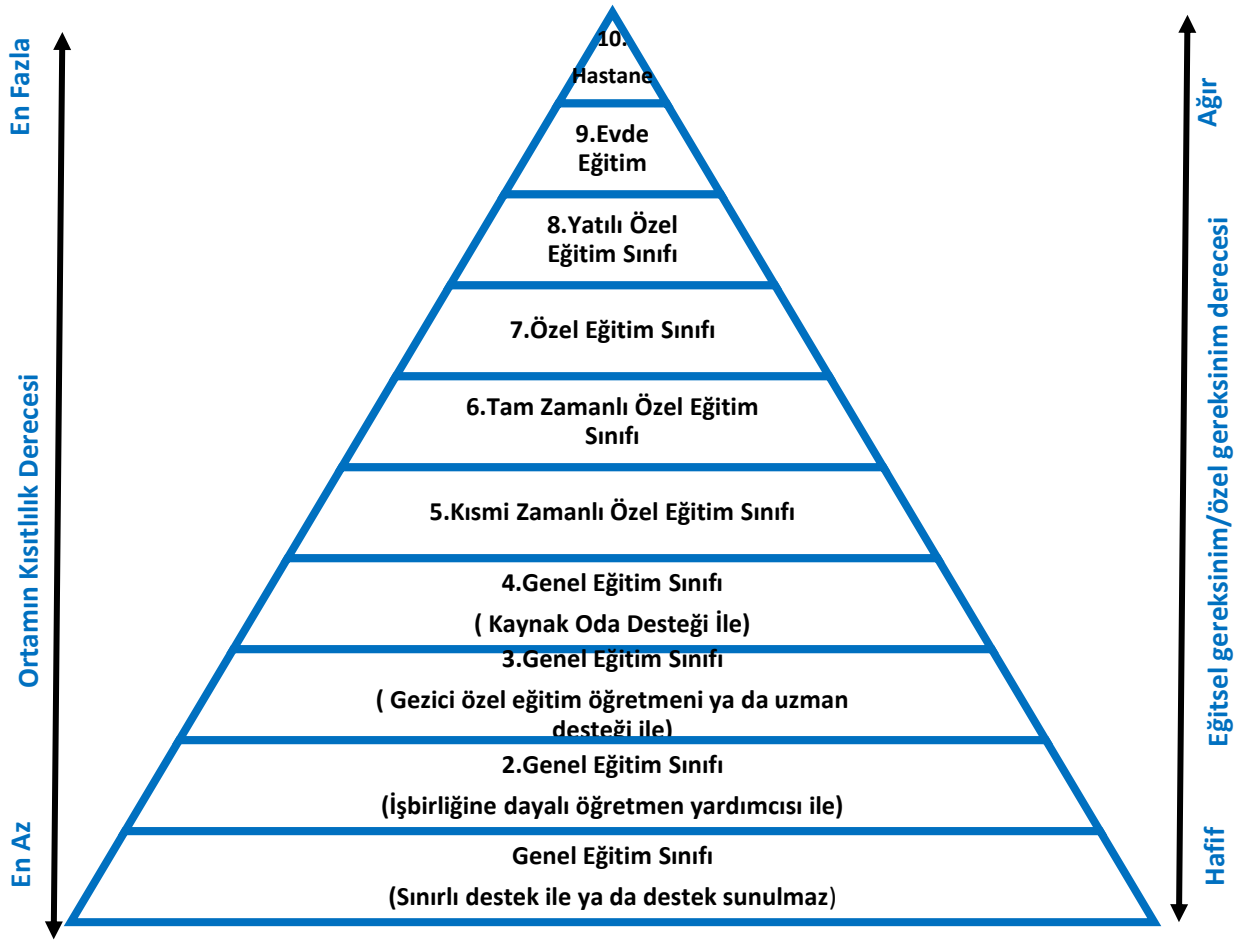 10.
Hastane
9.Evde
Eğitim
8.Yatılı Özel
Eğitim Sınıfı
7.Özel Eğitim Sınıfı
6.Tam Zamanlı Özel Eğitim
Sınıfı
5.Kısmi Zamanlı Özel Eğitim Sınıfı
4.Genel Eğitim Sınıfı
( Kaynak Oda Desteği İle)
3.Genel Eğitim Sınıfı
( Gezici özel eğitim öğretmeni ya da uzman
desteği ile)
2.Genel Eğitim Sınıfı
(İşbirliğine dayalı öğretmen yardımcısı ile)
Genel Eğitim Sınıfı
(Sınırlı destek ile ya da destek sunulmaz)
En Fazla
Ortamın Kısıtlılık Derecesi
En Az
Ağır
Eğitsel gereksinim/özel gereksinim derecesi
Hafif